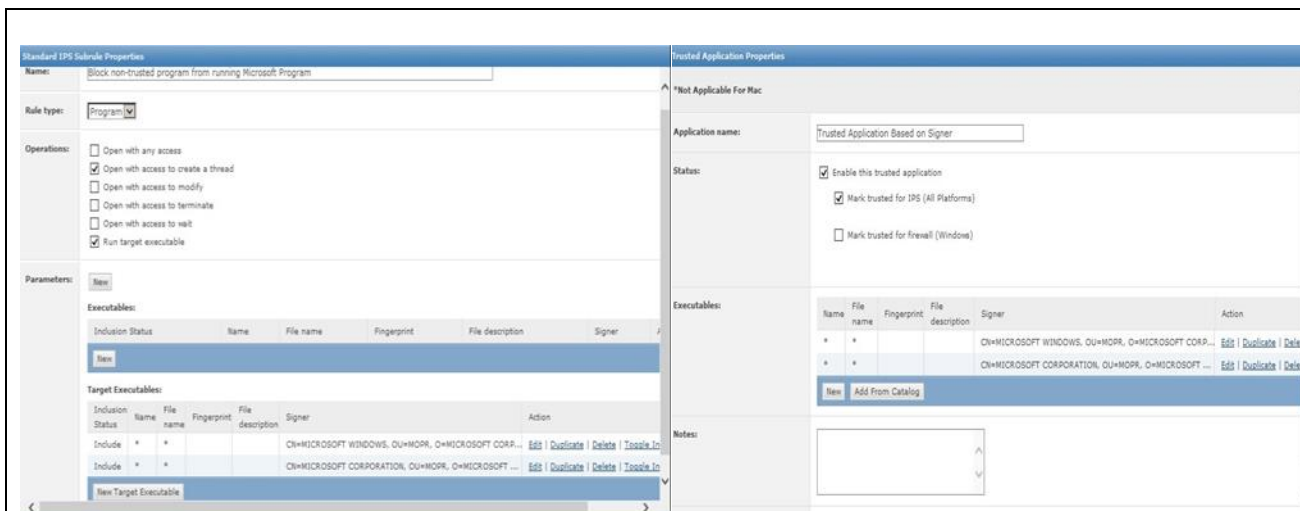 Standard IPS Subrule Properties
Name:
Block non-trusted program from running Microsoft Program
Rule type:
Program
Operations:
Open with any access
Open with access to create a thread
Open with access to modify
Open with access to terminate
Open with access to wait
Run target executable
Parameters:
New
Executables:
Inclusion Status Name File name Fingerprint File description Signer
New
Target Executables:
Inclusion Status Name File name Fingerprint File description Signer Action
Include * * CN=MICROSOFT WINDOWS, OU=MOPR, O=MICROSOFT CORP... Edit | Duplicate | Delete | Toggle In
Include * * CN=MICROSOFT CORPORATION, OU=MOPR, O=MICROSOFT ... Edit | Duplicate | Delete | Toggle In
New Target Executable
Trusted Application Properties
*Not Applicable For Mac
Application name:
Trusted Application Based on Signer
Status:
Enable this trusted application
Mark trusted for IPS (All Platforms)
Mark trusted for firewall (Windows)
Executables:
Name File name Fingerprint File description Signer Action
* * CN=MICROSOFT WINDOWS, OU=MOPR, O=MICROSOFT CORP... Edit | Duplicate | Dele
* * CN=MICROSOFT CORPORATION, OU=MOPR, O=MICROSOFT ... Edit | Duplicate | Dele
New Add From Catalog
Notes: